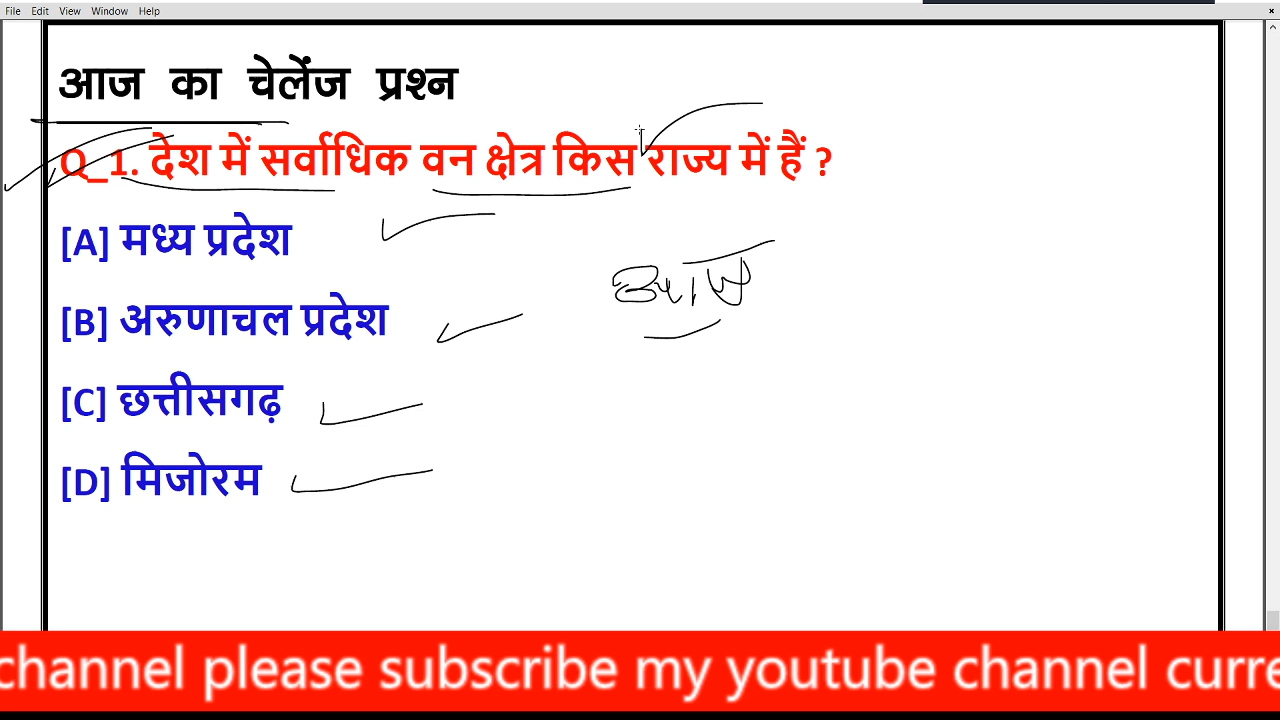 File Edit View Window Help
आज का चेलेंज प्रश्न
Q_1. देश में सर्वाधिक वन क्षेत्र किस राज्य में हैं ?
[A] मध्य प्रदेश
[B] अरुणाचल प्रदेश
[C] छत्तीसगढ़
[D] मिजोरम
channel please subscribe my youtube channel curre